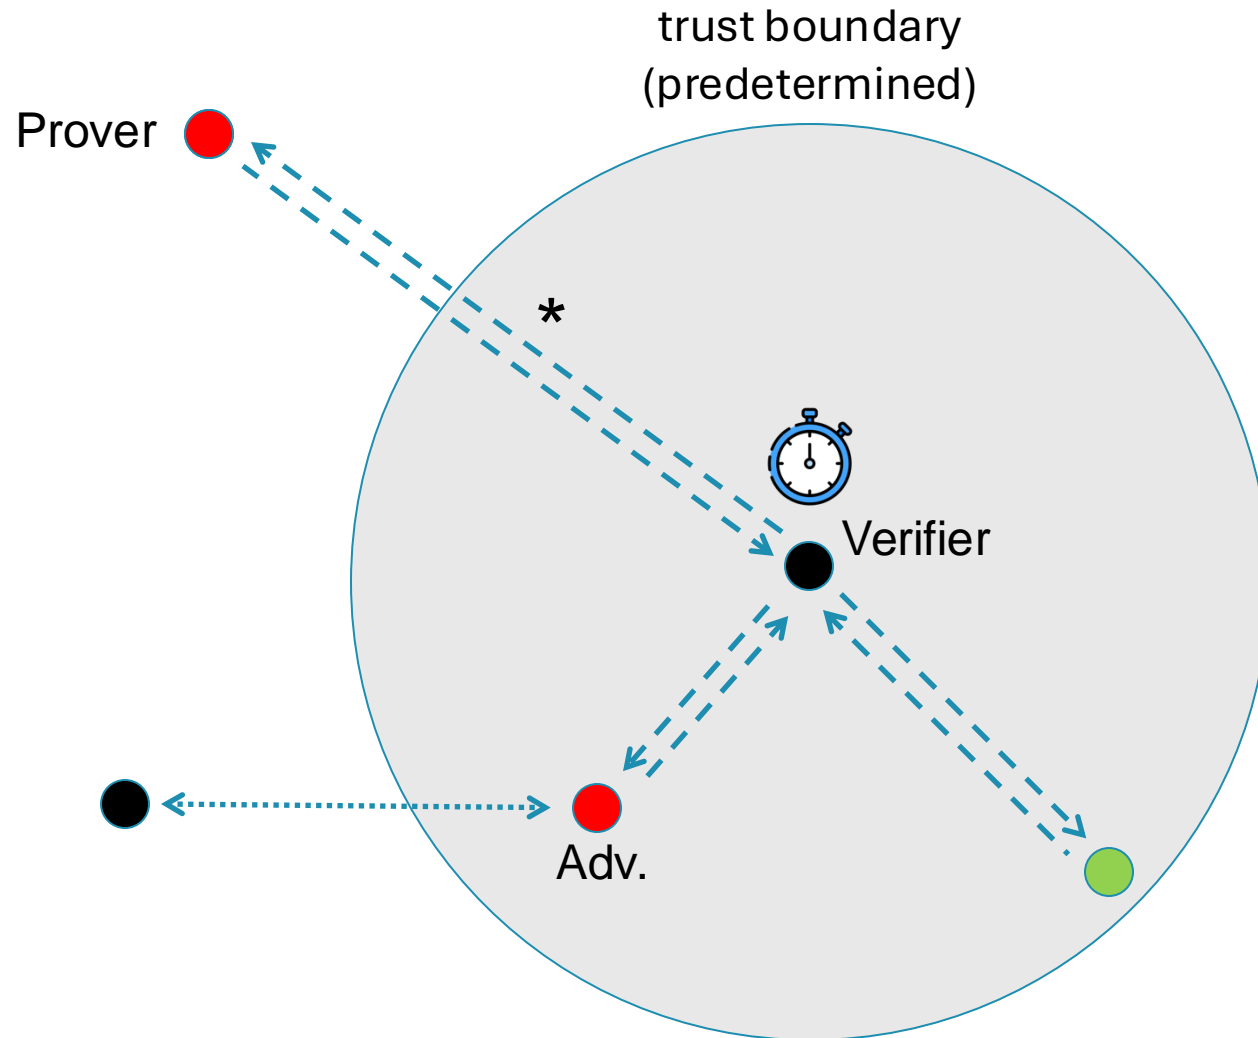 trust boundary
(predetermined)
Prover
*
Verifier
Adv.